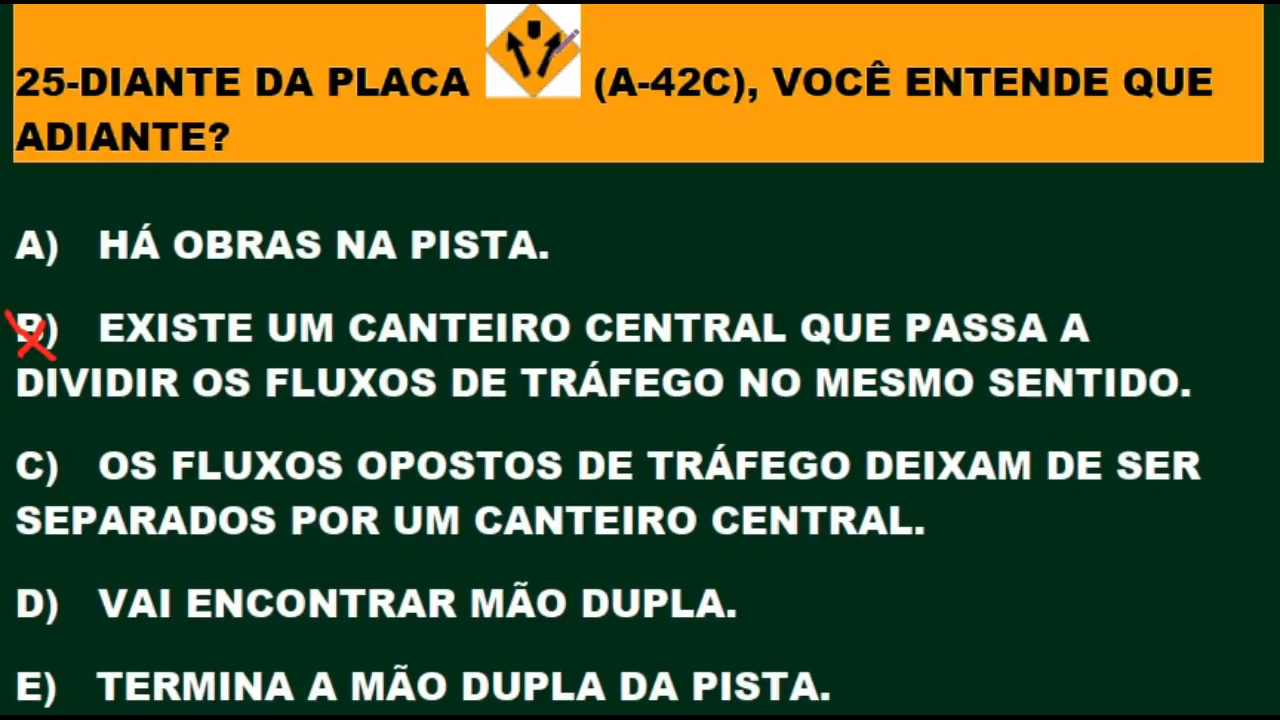 25-DIANTE DA PLACA (A-42C), VOCÊ ENTENDE QUE
ADIANTE?
A) HÁ OBRAS NA PISTA.
B) EXISTE UM CANTEIRO CENTRAL QUE PASSA A
DIVIDIR OS FLUXOS DE TRÁFEGO NO MESMO SENTIDO.
C) OS FLUXOS OPOSTOS DE TRÁFEGO DEIXAM DE SER
SEPARADOS POR UM CANTEIRO CENTRAL.
D) VAI ENCONTRAR MÃO DUPLA.
E) TERMINA A MÃO DUPLA DA PISTA.